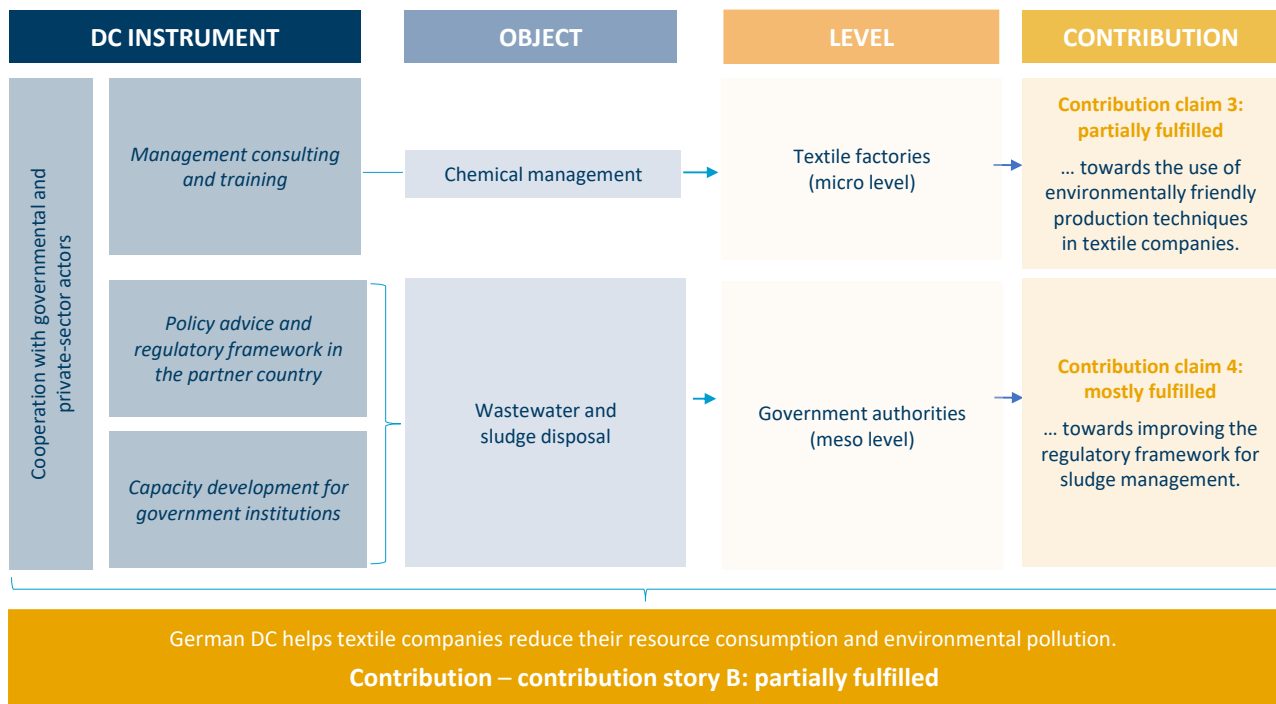 DC INSTRUMENT
OBJECT
LEVEL
CONTRIBUTION
Cooperation with governmental and
private-sector actors
Management consulting
and training
Chemical management
Textile factories
(micro level)
Contribution claim 3:
partially fulfilled
... towards the use of
environmentally friendly
production techniques
in textile companies.
Policy advice and
regulatory framework in
the partner country
Capacity development for
government institutions
Wastewater and
sludge disposal
Government authorities
(meso level)
Contribution claim 4:
mostly fulfilled
... towards improving the
regulatory framework for
sludge management.
German DC helps textile companies reduce their resource consumption and environmental pollution.
Contribution – contribution story B: partially fulfilled